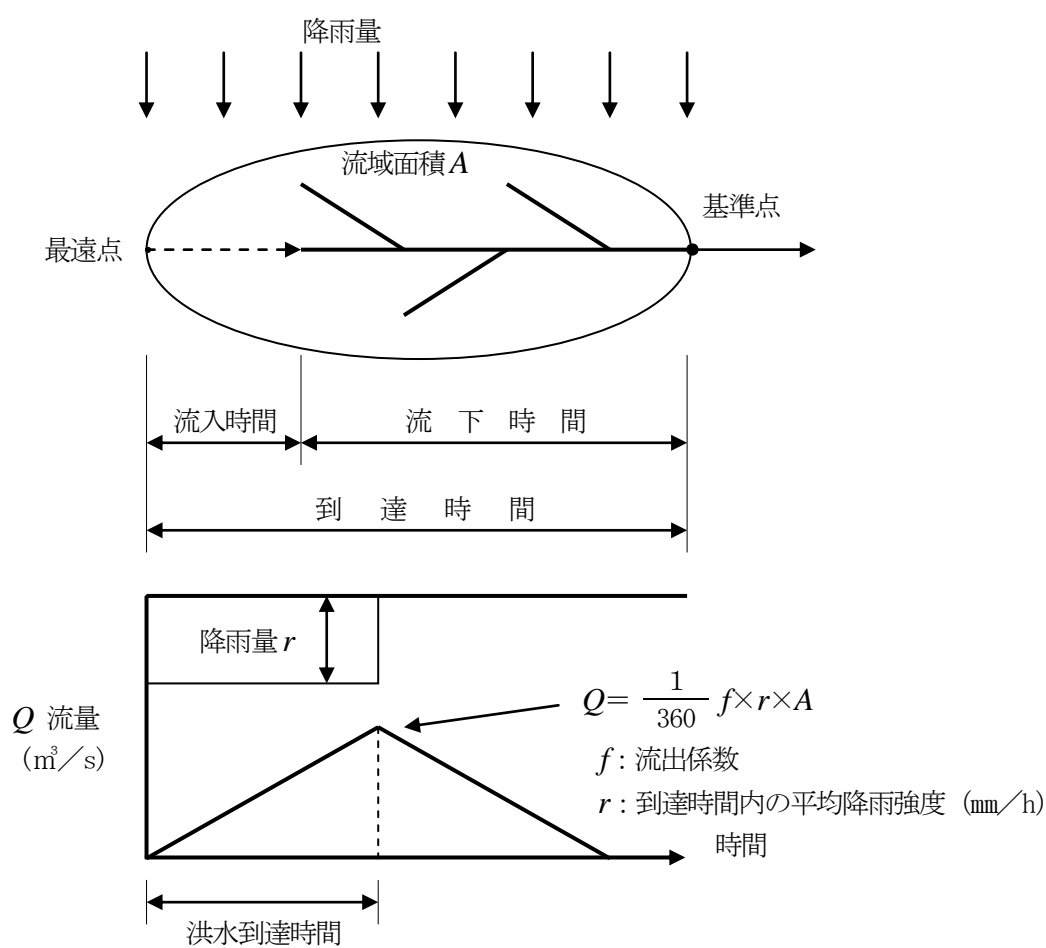 降雨量
流域面積A
基準点
最遠点
流入時間
流下時間
到達時間
降雨量 r
Q= 1/360 f×r×A
Q 流量
(㎥／s)
f : 流出係数
r : 到達時間内の平均降雨強度 (㎜／h)
時間
洪水到達時間